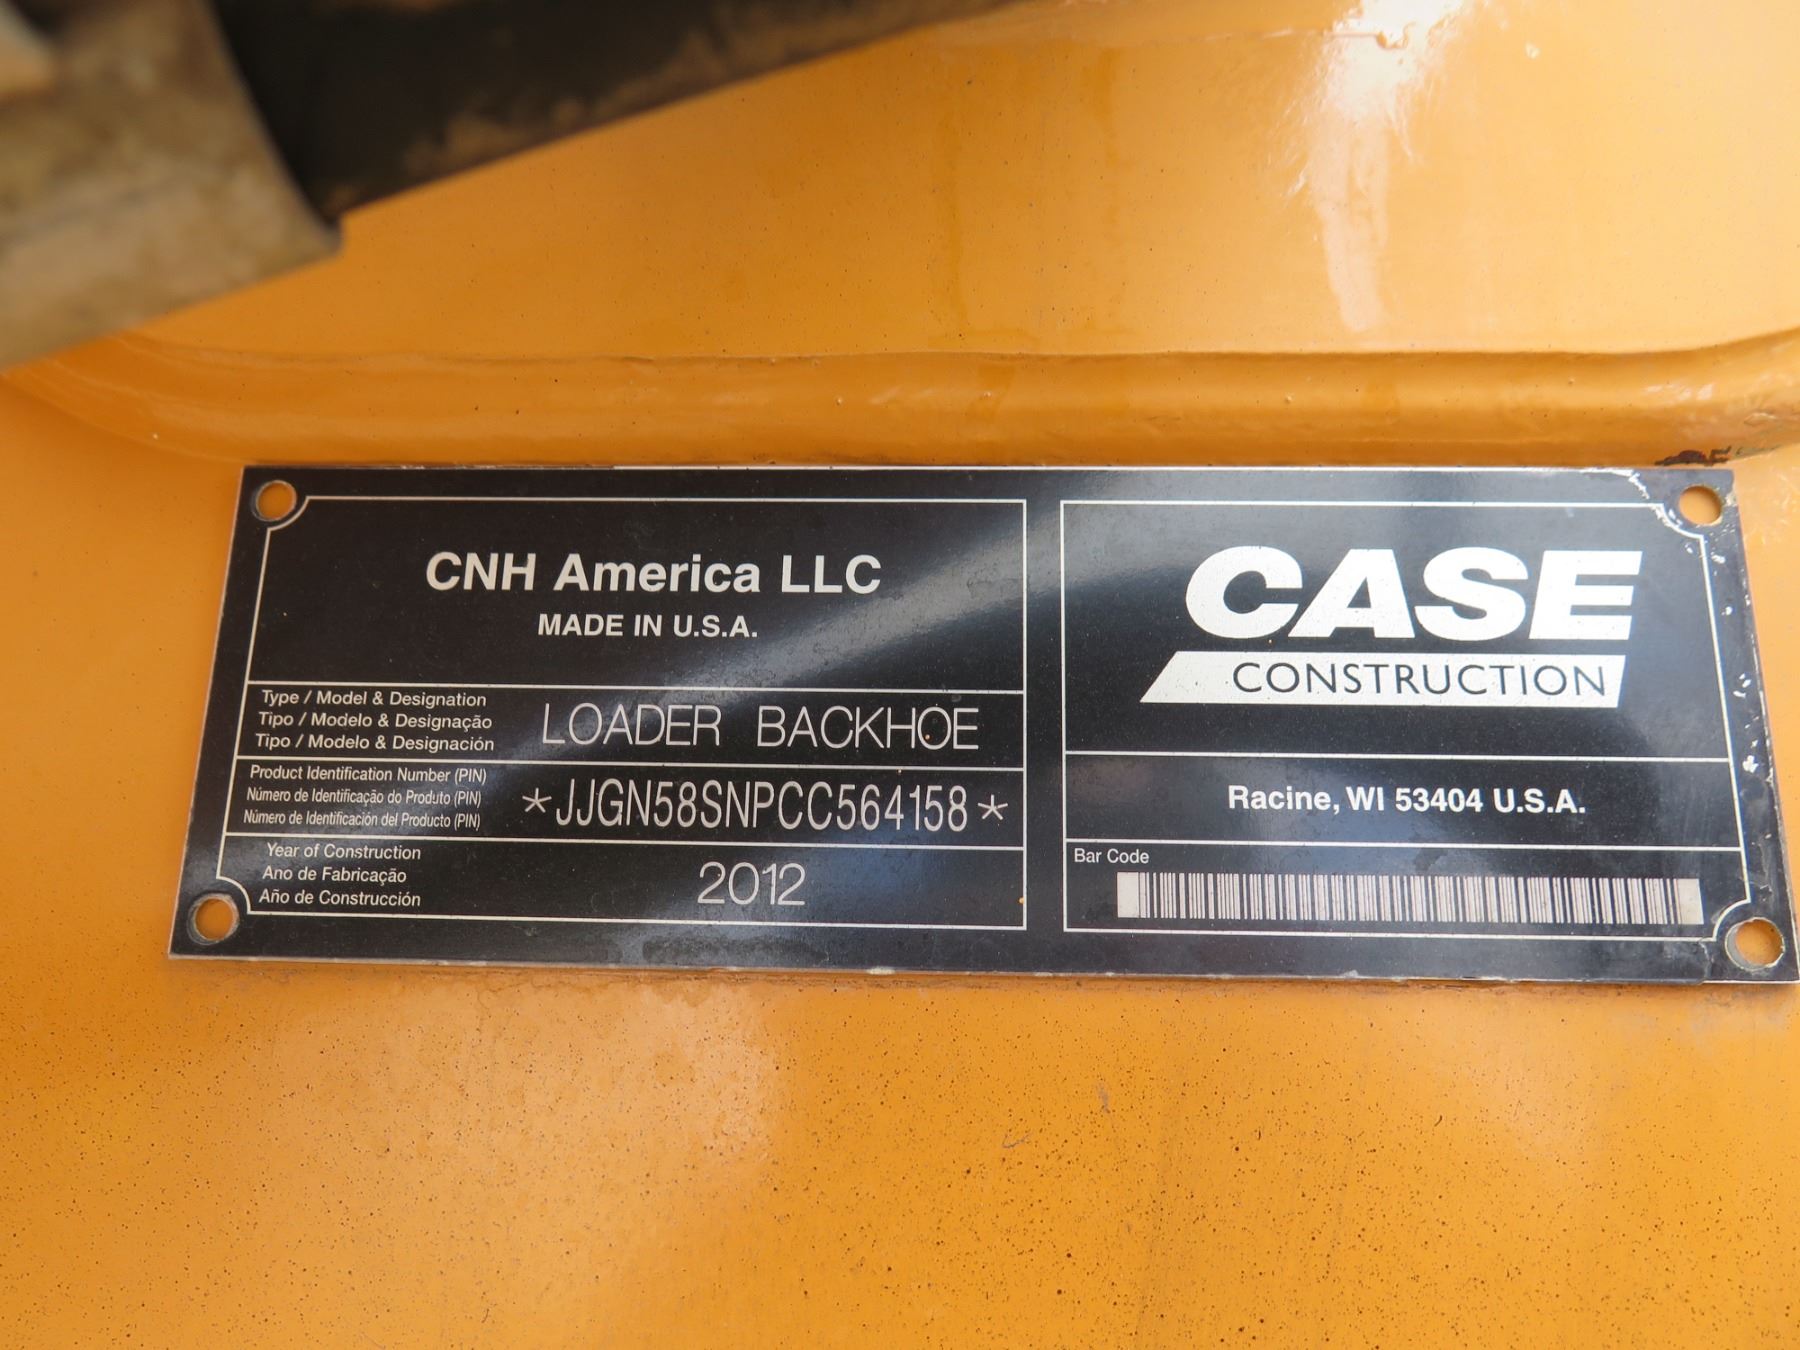 CNH America LLC
MADE IN U.S.A.
Type / Model & Designation
Tipo / Modelo & Designação
Tipo / Modelo & Designación
LOADER BACKHOE
Product Identification Number (PIN)
Número de Identificação do Produto (PIN)
Número de Identificación del Producto (PIN)
*JJGN58SNPCC564158*
Year of Construction
Ano de Fabricação
Año de Construcción
2012
CASE
CONSTRUCTION
Racine, WI 53404 U.S.A.
Bar Code